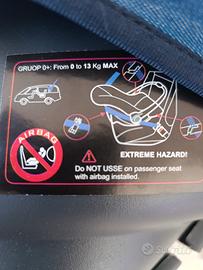 GRUOP 0+: From 0 to 13 Kg MAX
AIRBAG
EXTREME HAZARD!
Do NOT USSE on passenger seat
with airbag installed.
Subito